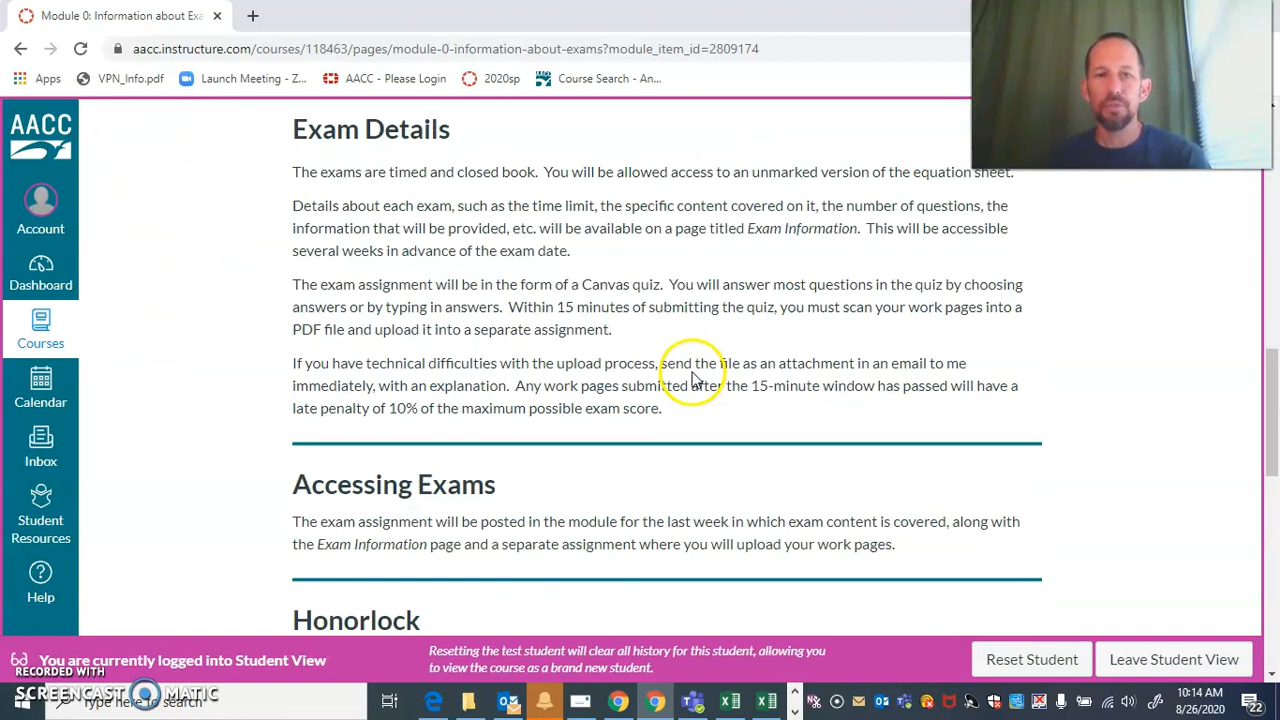 Module 0: Information about Exa
aacc.instructure.com/courses/118463/pages/module-0-information-about-exams?module_item_id=2809174
Apps
VPN_Info.pdf
Launch Meeting - Z...
AACC - Please Login
2020sp
Course Search - An...
AACC
Account
Dashboard
Courses
Calendar
Inbox
Student
Resources
Help
Exam Details
The exams are timed and closed book. You will be allowed access to an unmarked version of the equation sheet.
Details about each exam, such as the time limit, the specific content covered on it, the number of questions, the
information that will be provided, etc. will be available on a page titled Exam Information. This will be accessible
several weeks in advance of the exam date.
The exam assignment will be in the form of a Canvas quiz. You will answer most questions in the quiz by choosing
answers or by typing in answers. Within 15 minutes of submitting the quiz, you must scan your work pages into a
PDF file and upload it into a separate assignment.
If you have technical difficulties with the upload process, send the file as an attachment in an email to me
immediately, with an explanation. Any work pages submitted after the 15-minute window has passed will have a
late penalty of 10% of the maximum possible exam score.
Accessing Exams
The exam assignment will be posted in the module for the last week in which exam content is covered, along with
the Exam Information page and a separate assignment where you will upload your work pages.
Honorlock
You are currently logged into Student View
Resetting the test student will clear all history for this student, allowing you
to view the course as a brand new student.
Reset Student
Leave Student View
RECORDED WITH
SCREENCAST MATIC
Type here to search
10:14 AM
8/26/2020
22